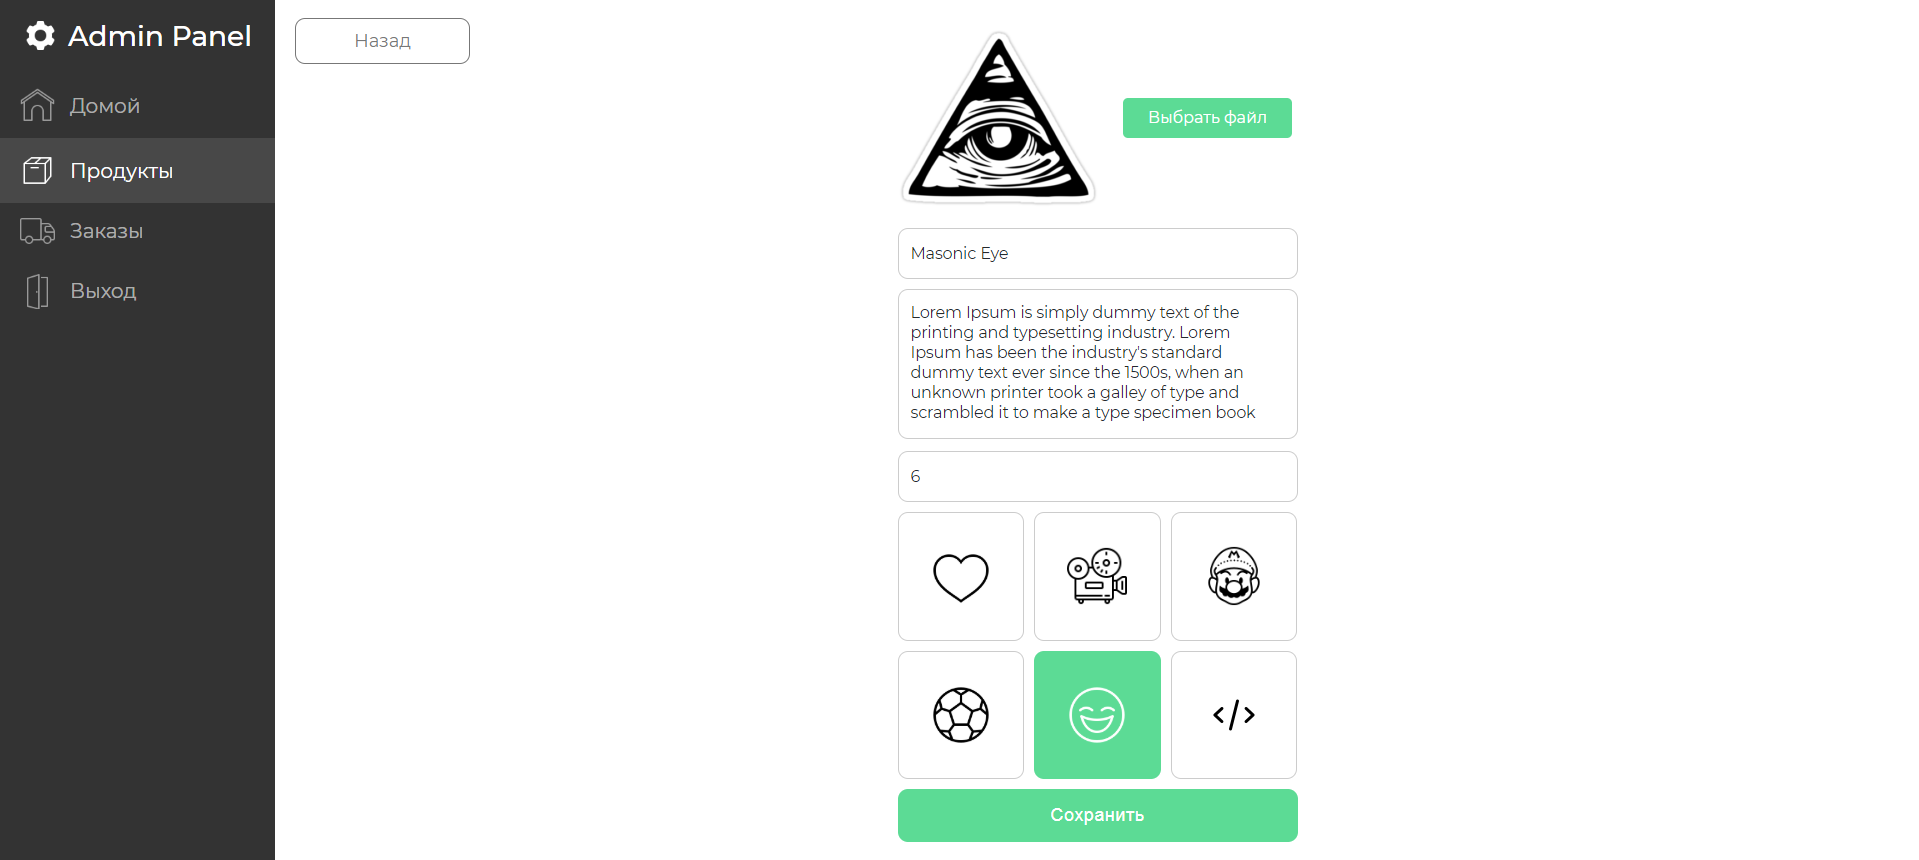 Admin Panel
Домой
Продукты
Заказы
Выход
Назад
Выбрать файл
Masonic Eye
Lorem Ipsum is simply dummy text of the
printing and typesetting industry. Lorem
Ipsum has been the industry's standard
dummy text ever since the 1500s, when an
unknown printer took a galley of type and
scrambled it to make a type specimen book
6
Сохранить